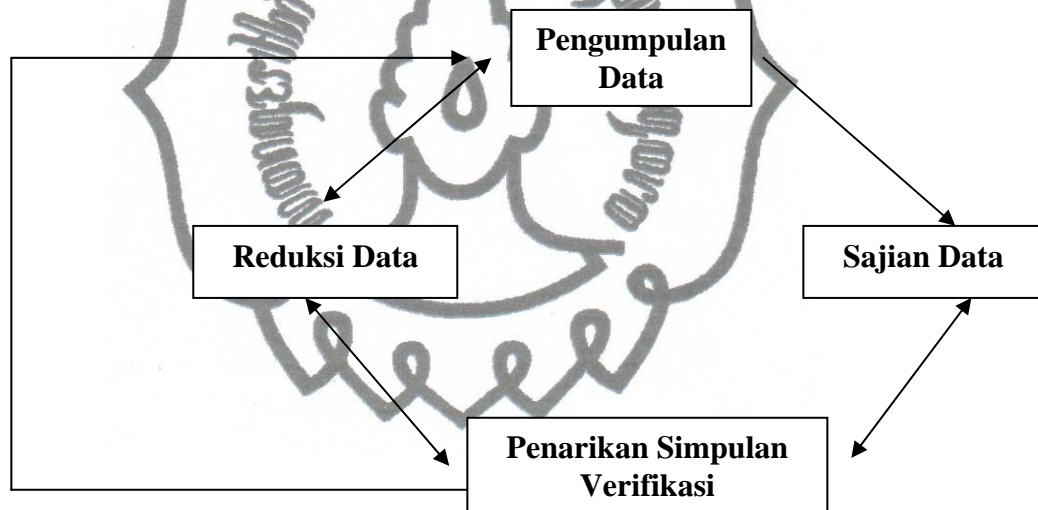 Pengumpulan
Data
Reduksi Data
Sajian Data
Penarikan Simpulan
Verifikasi